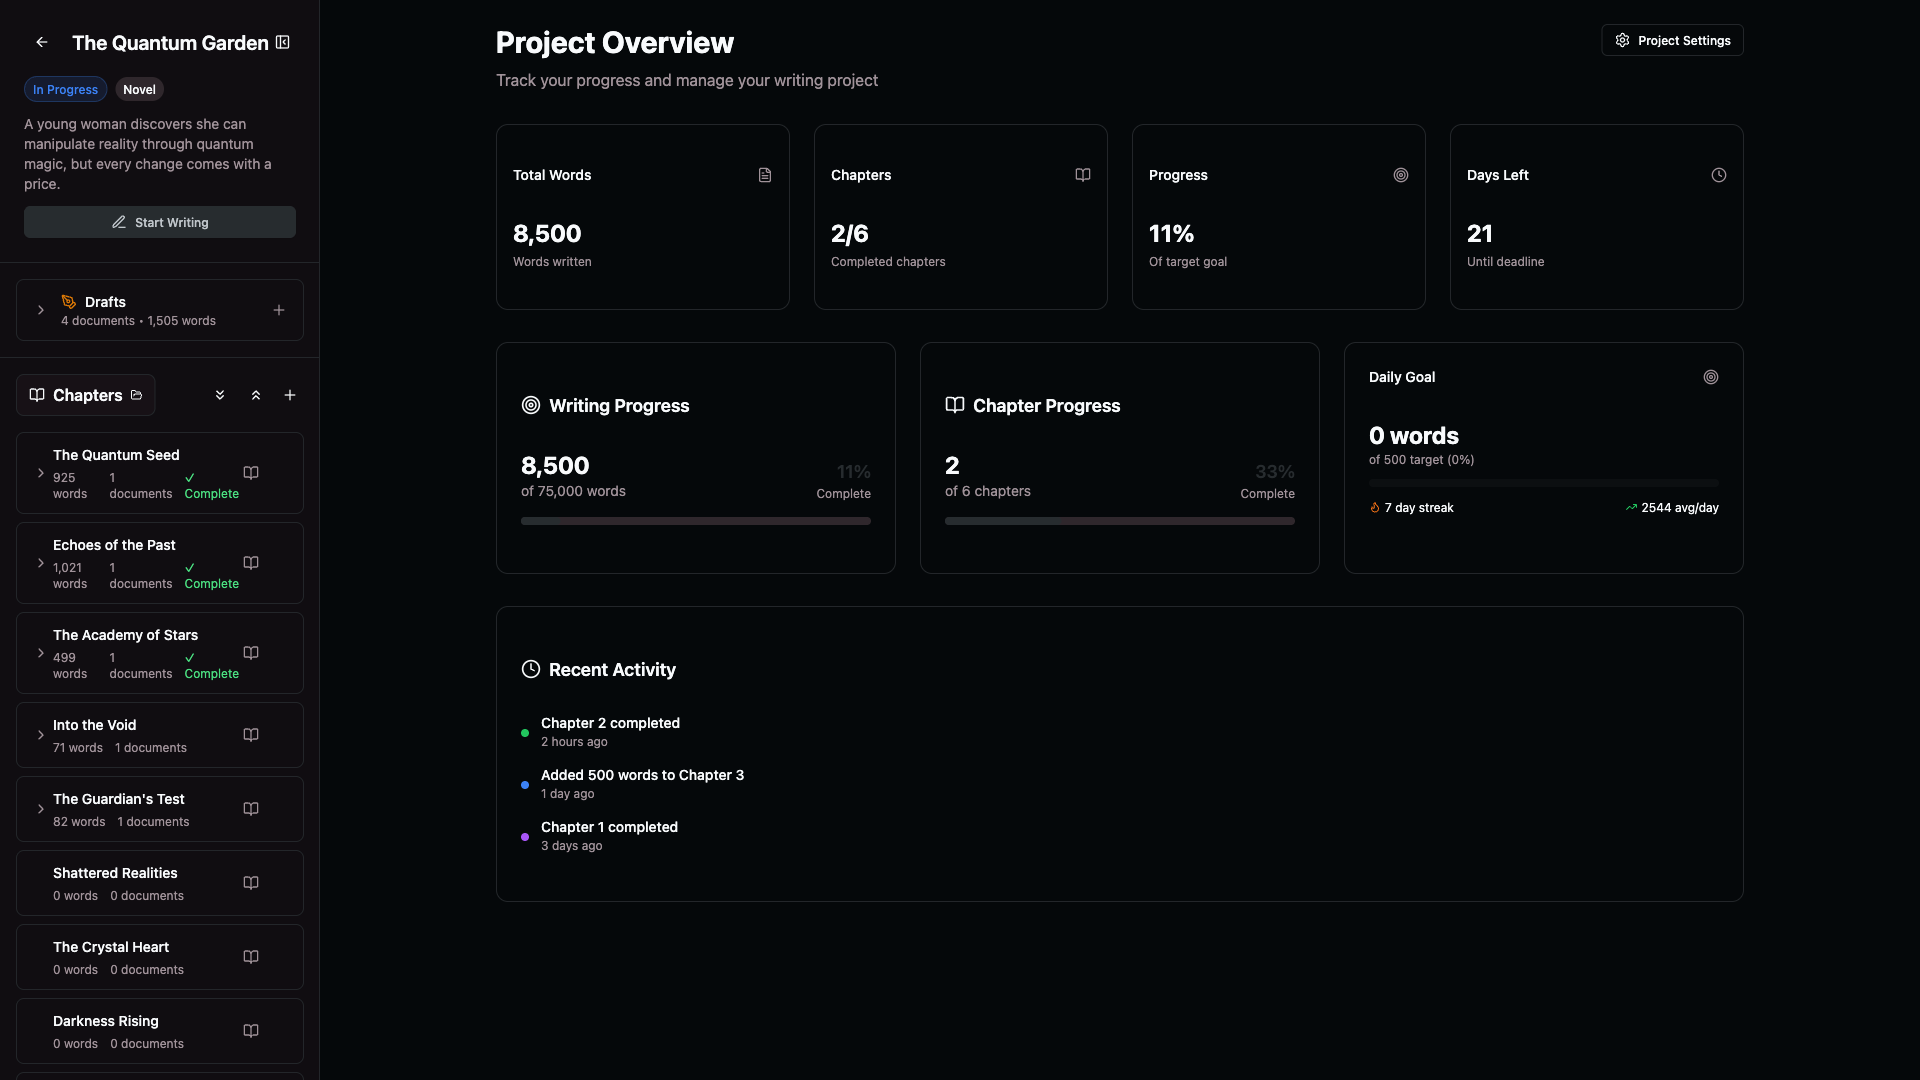 The Quantum Garden
In Progress
Novel
A young woman discovers she can
manipulate reality through quantum
magic, but every change comes with a
price.
Start Writing
Drafts
4 documents • 1,505 words
Chapters
The Quantum Seed
925 words
1 documents
✓ Complete
Echoes of the Past
1,021 words
1 documents
✓ Complete
The Academy of Stars
499 words
1 documents
✓ Complete
Into the Void
71 words 1 documents
The Guardian's Test
82 words 1 documents
Shattered Realities
0 words 0 documents
The Crystal Heart
0 words 0 documents
Darkness Rising
0 words 0 documents
Project Overview
Track your progress and manage your writing project
Project Settings
Total Words
8,500
Words written
Chapters
2/6
Completed chapters
Progress
11%
Of target goal
Days Left
21
Until deadline
Writing Progress
8,500
of 75,000 words
11%
Complete
Chapter Progress
2
of 6 chapters
33%
Complete
Daily Goal
0 words
of 500 target (0%)
7 day streak
2544 avg/day
Recent Activity
Chapter 2 completed
2 hours ago
Added 500 words to Chapter 3
1 day ago
Chapter 1 completed
3 days ago